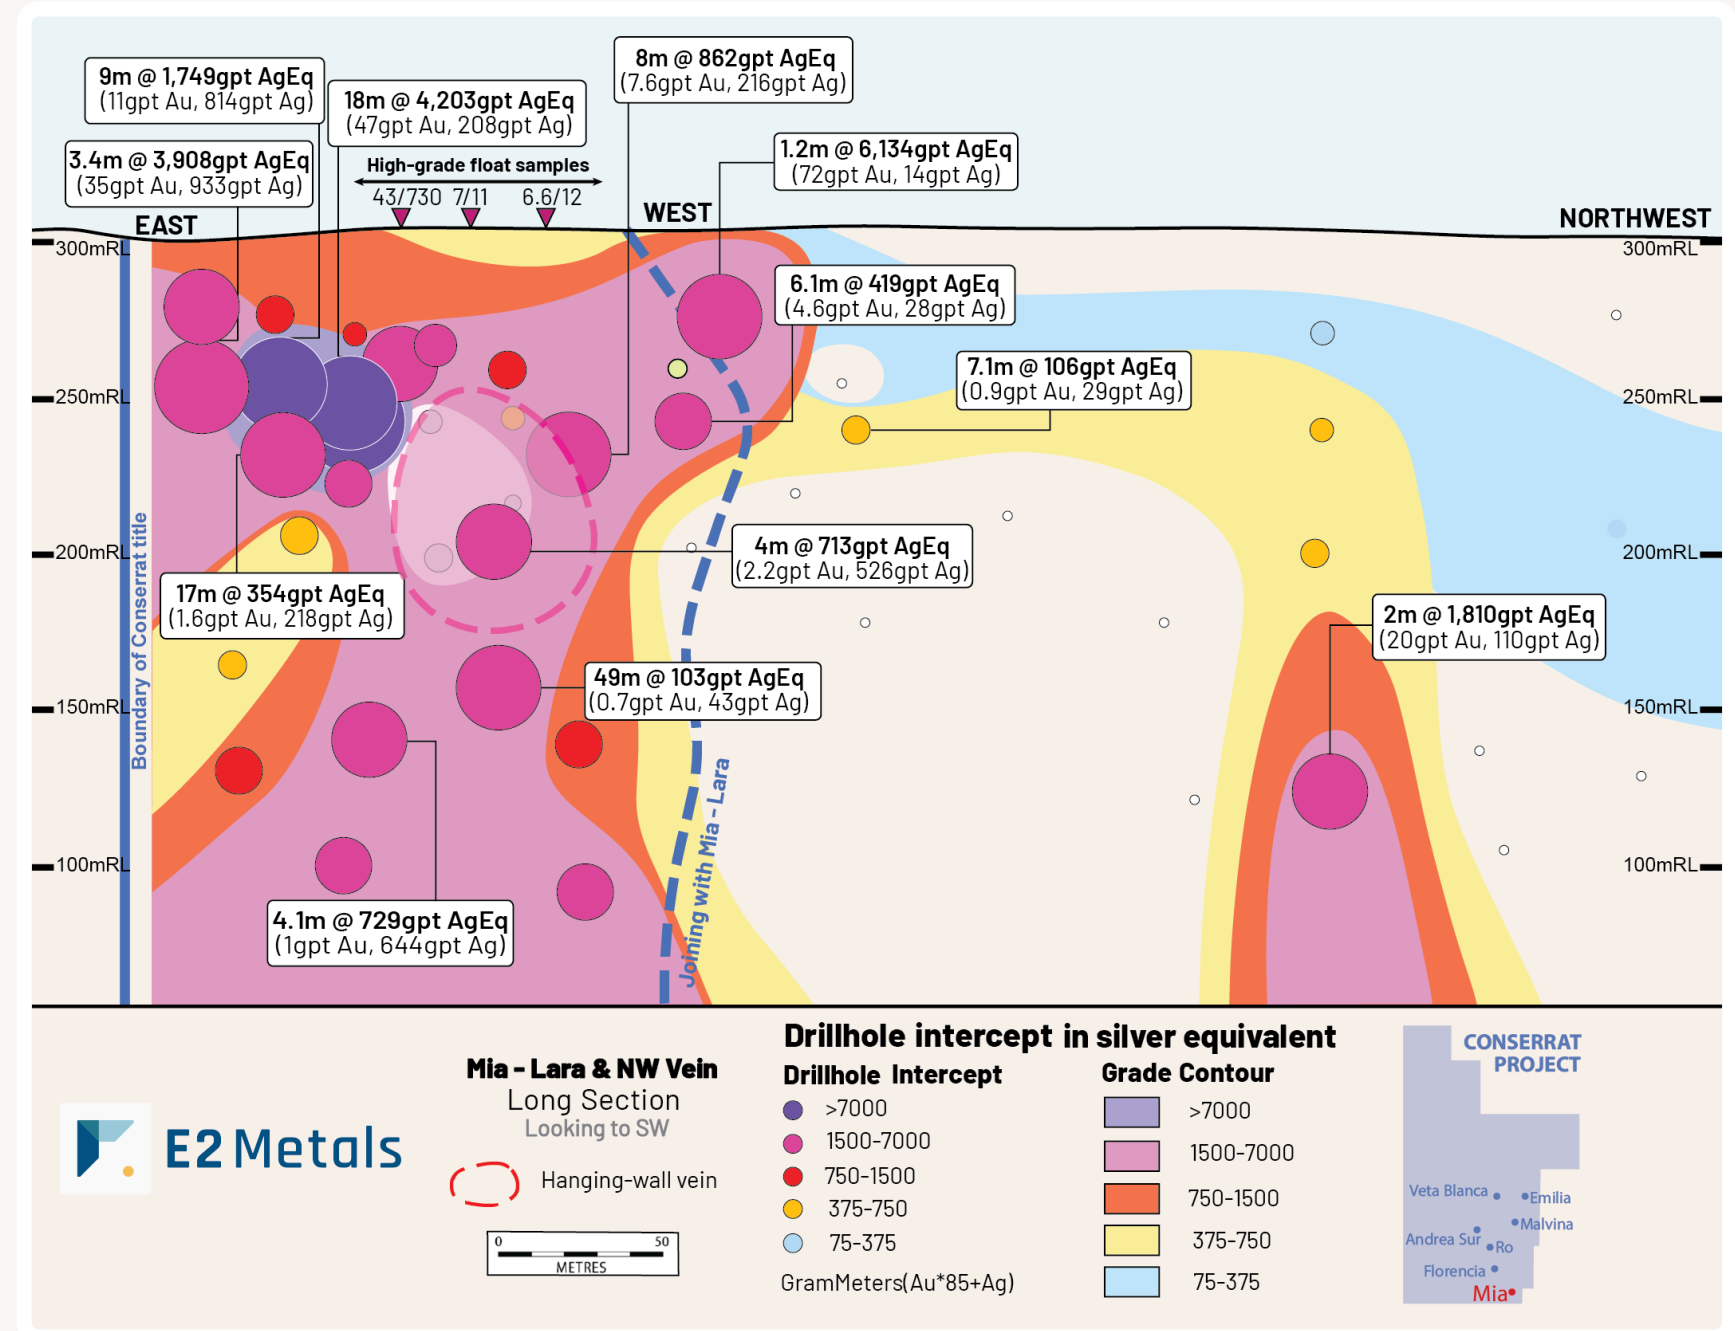 9m @ 1,749gpt AgEq
(11gpt Au, 814gpt Ag)
18m @ 4,203gpt AgEq
(47gpt Au, 208gpt Ag)
8m @ 862gpt AgEq
(7.6gpt Au, 216gpt Ag)
3.4m @ 3,908gpt AgEq
(35gpt Au, 933gpt Ag)
High-grade float samples
43/730 7/11 6.6/12
1.2m @ 6,134gpt AgEq
(72gpt Au, 14gpt Ag)
EAST
WEST
NORTHWEST
300mRL
300mRL
6.1m @ 419gpt AgEq
(4.6gpt Au, 28gpt Ag)
7.1m @ 106gpt AgEq
(0.9gpt Au, 29gpt Ag)
250mRL
250mRL
4m @ 713gpt AgEq
(2.2gpt Au, 526gpt Ag)
200mRL
200mRL
17m @ 354gpt AgEq
(1.6gpt Au, 218gpt Ag)
2m @ 1,810gpt AgEq
(20gpt Au, 110gpt Ag)
Boundary of Conserrat title
49m @ 103gpt AgEq
(0.7gpt Au, 43gpt Ag)
150mRL
150mRL
Joining with Mia - Lara
100mRL
100mRL
4.1m @ 729gpt AgEq
(1gpt Au, 644gpt Ag)
E2 Metals
Mia - Lara & NW Vein
Long Section
Looking to SW
Hanging-wall vein
0 50
METRES
Drillhole intercept in silver equivalent
Drillhole Intercept
>7000
1500-7000
750-1500
375-750
75-375
GramMeters(Au*85+Ag)
Grade Contour
>7000
1500-7000
750-1500
375-750
75-375
CONSERRAT
PROJECT
Veta Blanca
Emilia
Malvina
Andrea Sur
Ro
Florencia
Mia